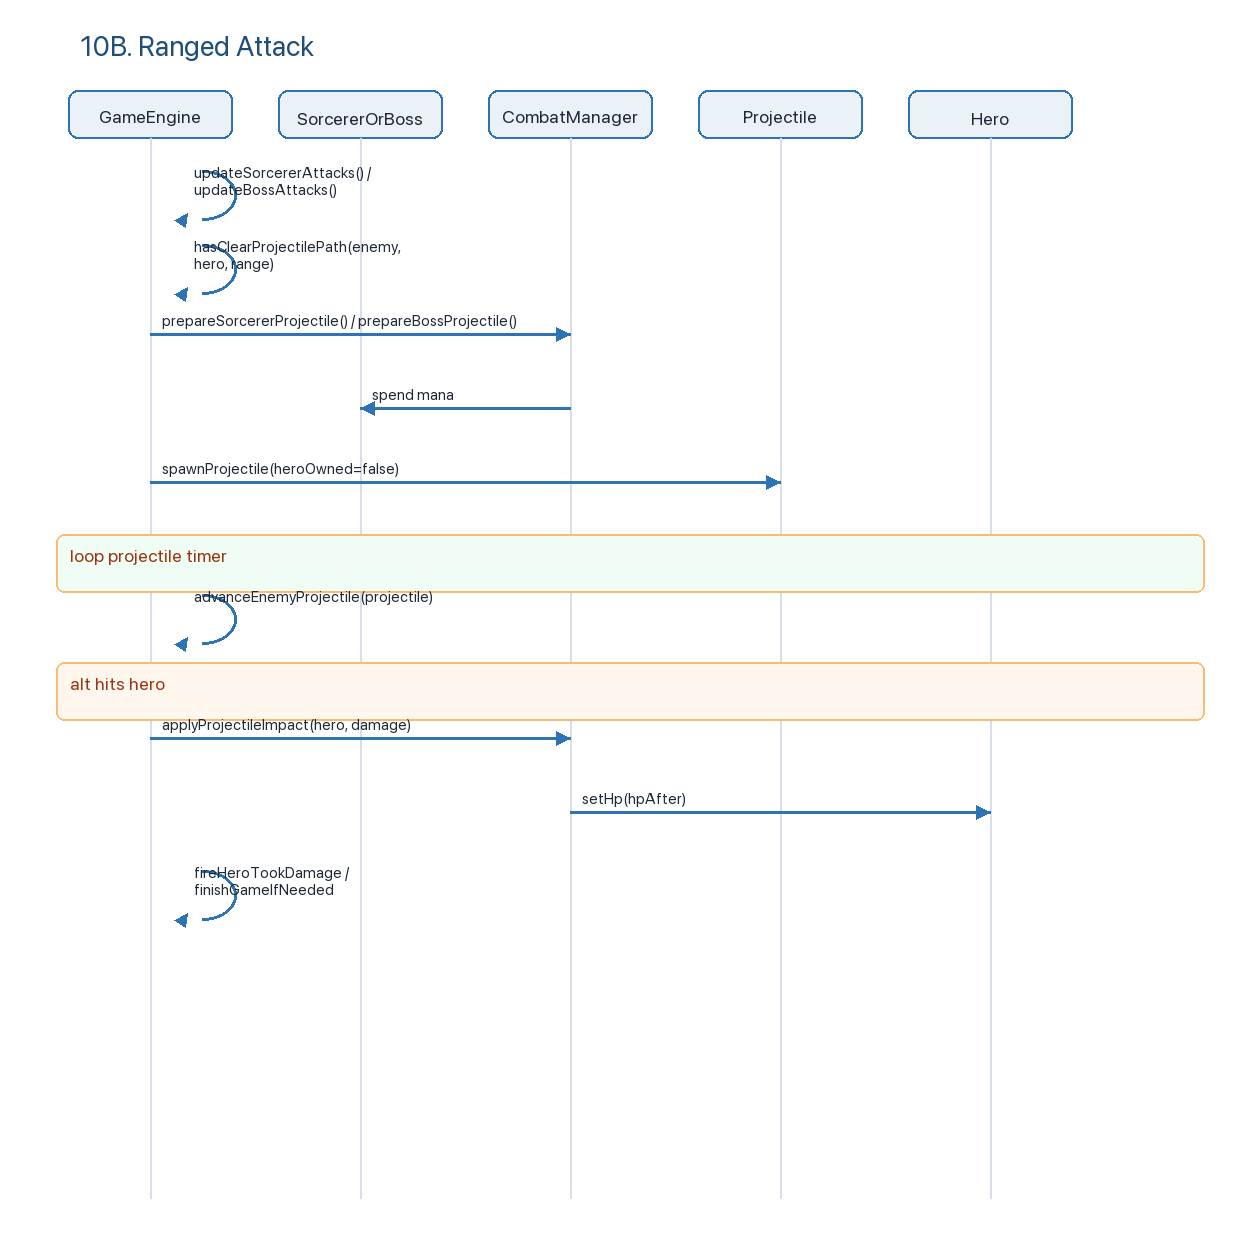 10B. Ranged Attack
GameEngine
SorcererOrBoss
CombatManager
Projectile
Hero
updateSorcererAttacks() /
updateBossAttacks()
hasClearProjectilePath(enemy,
hero, range)
prepareSorcererProjectile() / prepareBossProjectile()
spend mana
spawnProjectile(heroOwned=false)
loop projectile timer
advanceEnemyProjectile(projectile)
alt hits hero
applyProjectileImpact(hero, damage)
setHp(hpAfter)
fireHeroTookDamage /
finishGameIfNeeded